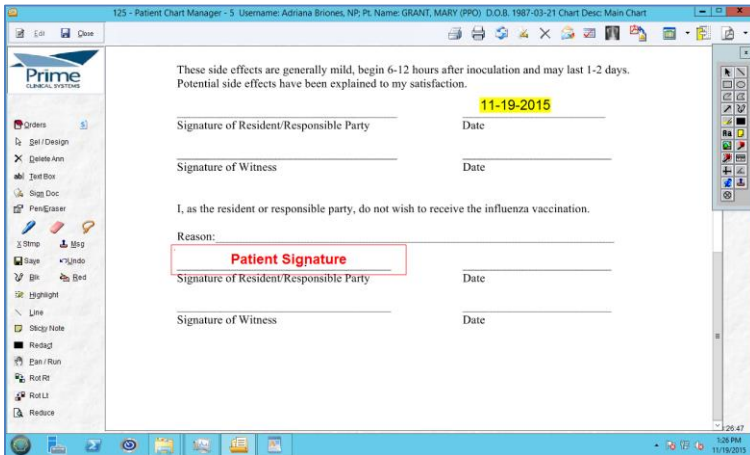 125 - Patient Chart Manager - 5 Username: Adriana Briones, NP; Pt. Name: GRANT, MARY (PPO) D.O.B. 1987-03-21 Chart Desc: Main Chart
Edit Close
Prime
CLINICAL SYSTEMS
Orders
Sel / Design
Delete Ann
abl Text Box
Sign Doc
Pen/Eraser
X Stmp Msg
Save Undo
Blk Red
Highlight
Line
Sticky Note
Redact
Pan / Run
Rot Rt
Rot Lt
Reduce
These side effects are generally mild, begin 6-12 hours after inoculation and may last 1-2 days.
Potential side effects have been explained to my satisfaction.
11-19-2015
Signature of Resident/Responsible Party Date
Signature of Witness Date
I, as the resident or responsible party, do not wish to receive the influenza vaccination.
Reason:
Patient Signature
Signature of Resident/Responsible Party Date
Signature of Witness Date
1:26 PM
11/19/2015